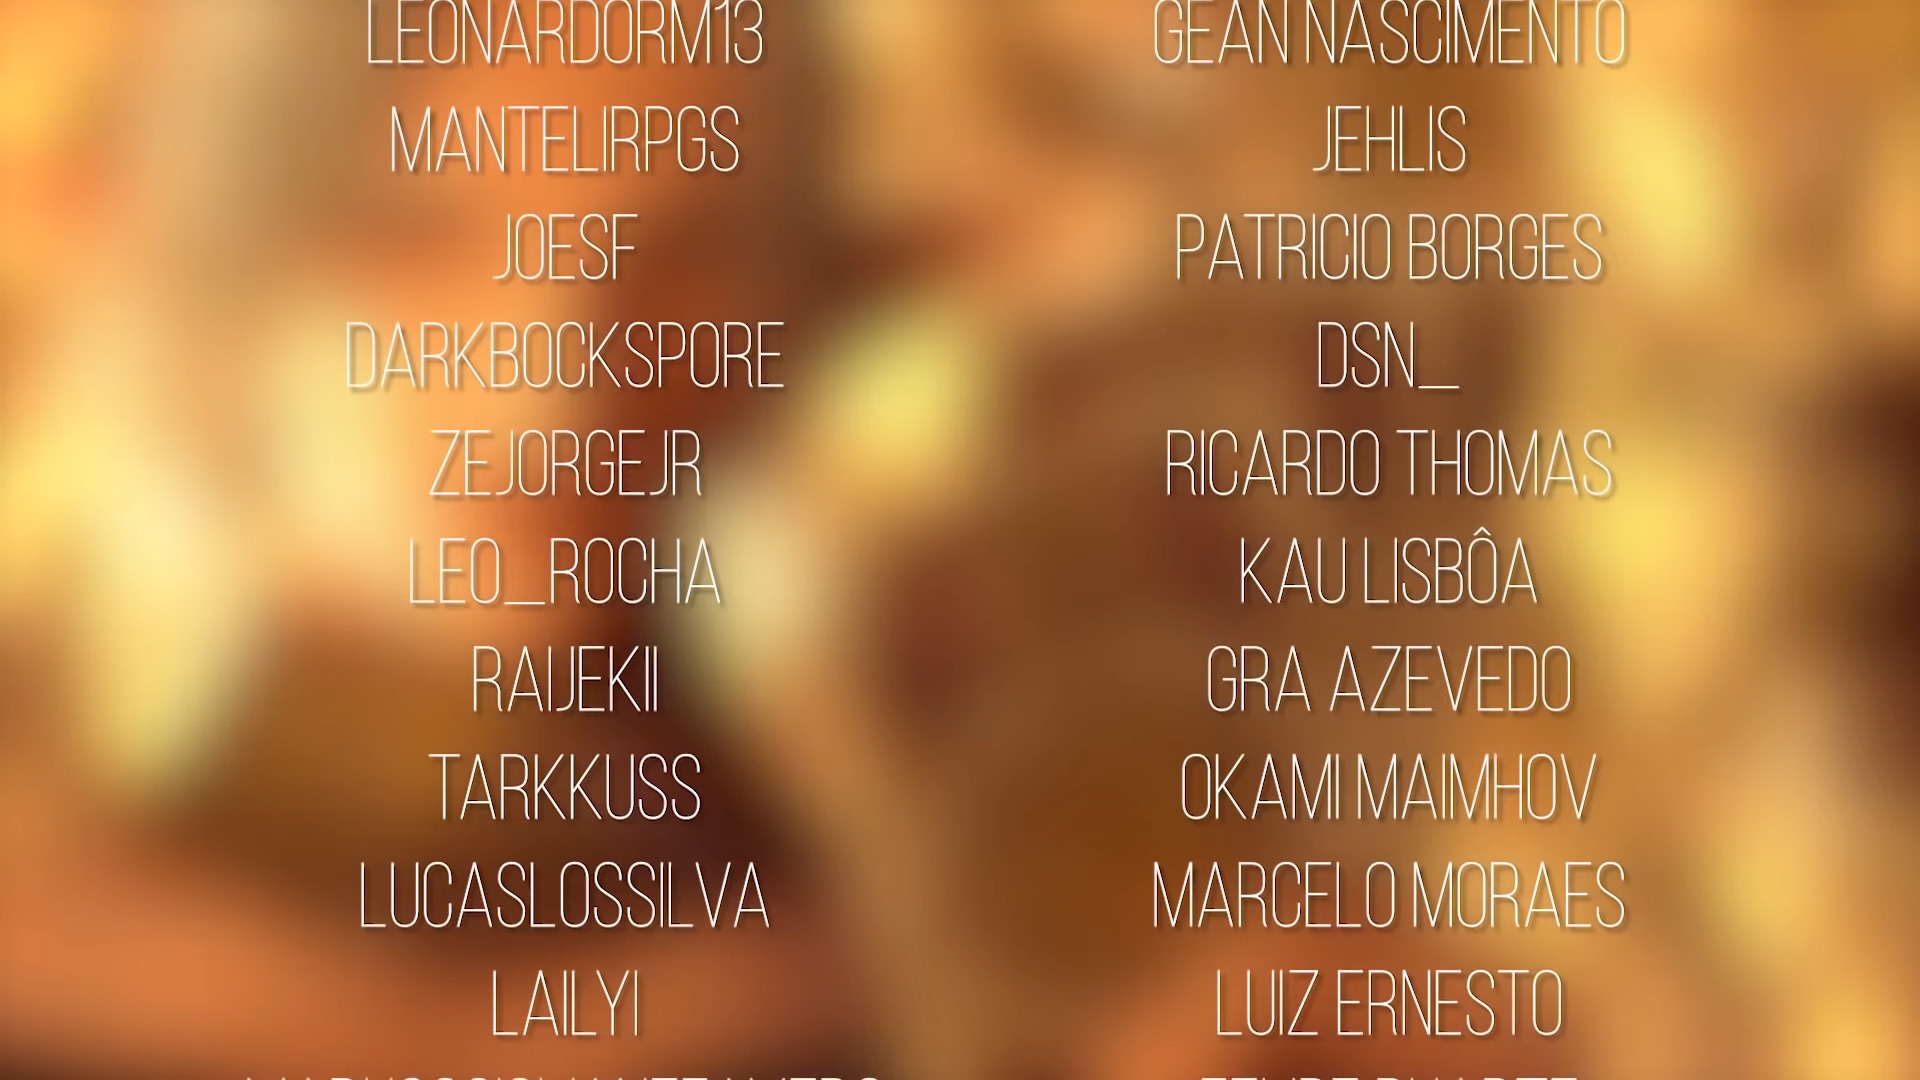 LEONARDORM13
MANTELIRPGS
JOESF
DARKBOCKSPORE
ZEJORGEJR
LEO_ROCHA
RAIJEKII
TARKKUSS
LUCASLOSSILVA
LAILYI
GEAN NASCIMENTO
JEHLIS
PATRICIO BORGES
DSN_
RICARDO THOMAS
KAU LISBÔA
GRA AZEVEDO
OKAMI MAIMHOV
MARCELO MORAES
LUIZ ERNESTO